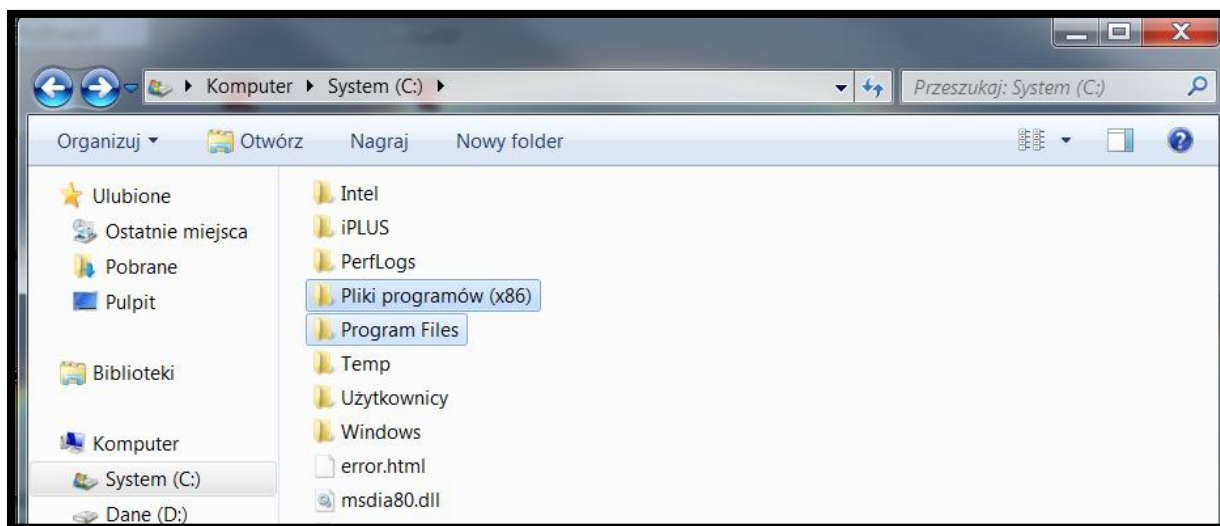 Komputer System (C:)
Przeszukaj: System (C:)
Organizuj Otwórz Nagraj Nowy folder
Ulubione
Ostatnie miejsca
Pobrane
Pulpit
Biblioteki
Komputer
System (C:)
Dane (D:)
Intel
iPLUS
PerfLogs
Pliki programów (x86)
Program Files
Temp
Użytkownicy
Windows
error.html
msdia80.dll